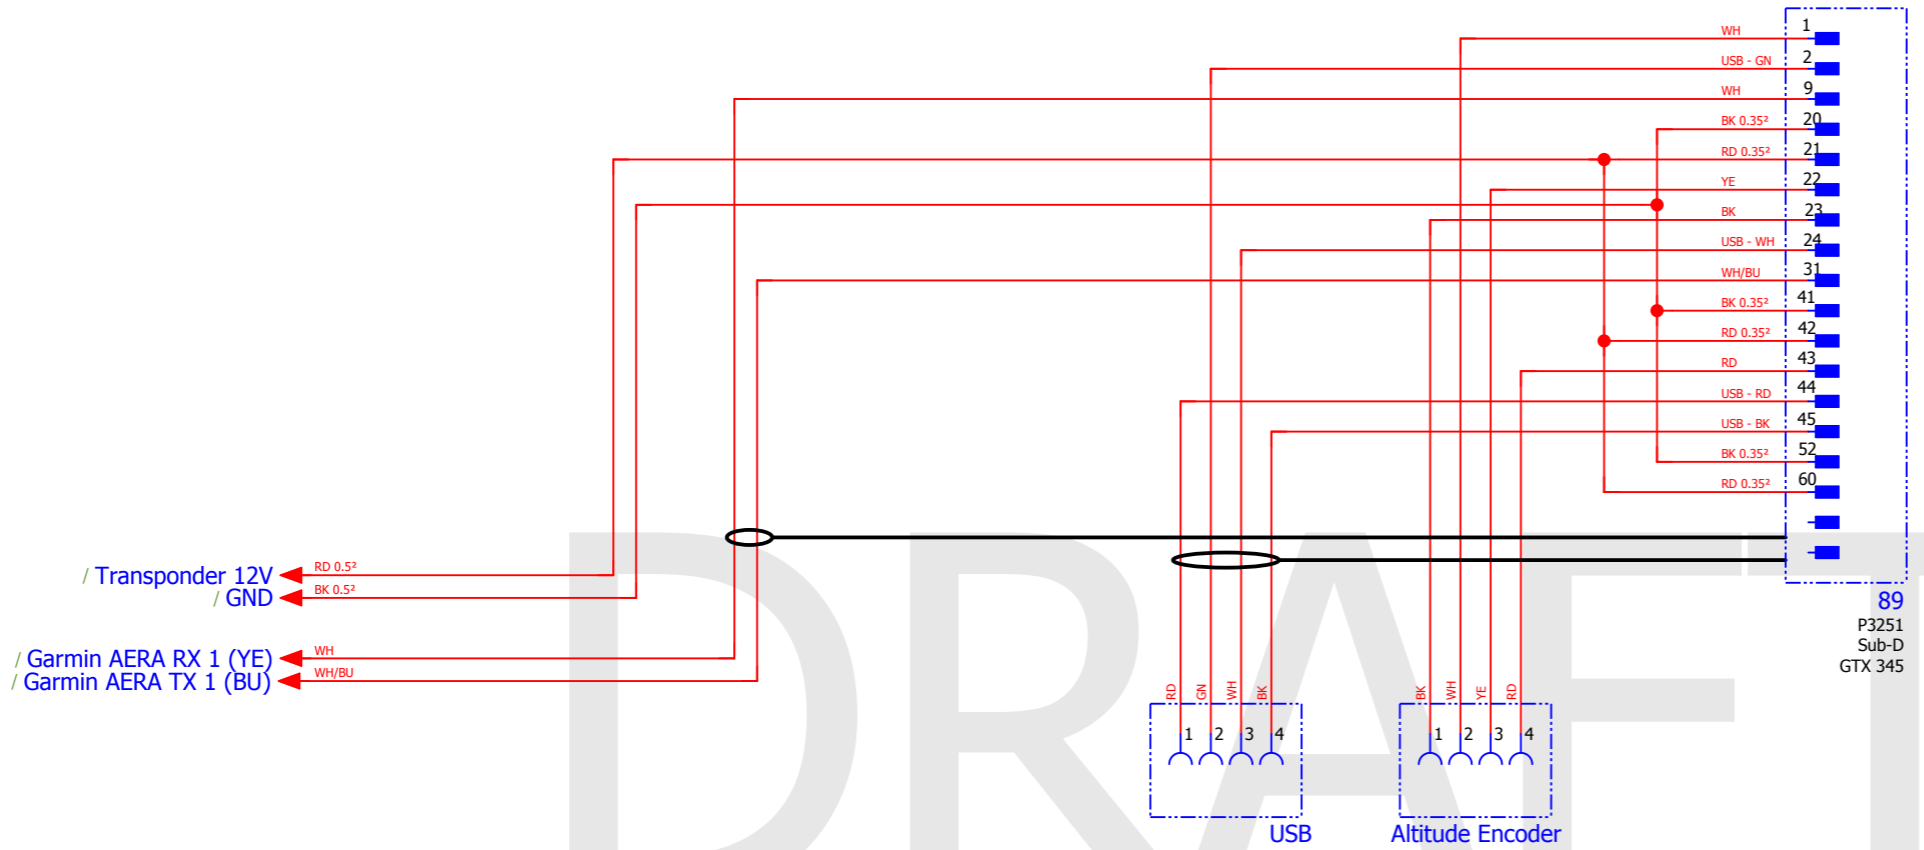 WH 1
USB - GN 2
WH 9
BK 0.35² 20
RD 0.35² 21
YE 22
BK 23
USB - WH 24
WH/BU 31
BK 0.35² 41
RD 0.35² 42
RD 43
USB - RD 44
USB - BK 45
BK 0.35² 52
RD 0.35² 60
/ Transponder 12V RD 0.5²
/ GND BK 0.5²
/ Garmin AERA RX 1 (YE) WH
/ Garmin AERA TX 1 (BU) WH/BU
89
P3251
Sub-D
GTX 345
RD GN WH BK
1 2 3 4
USB
BK WH YE RD
1 2 3 4
Altitude Encoder
DRAFT